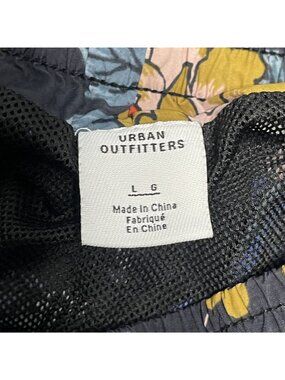 URBAN
OUTFITTERS
L G
Made In China
Fabriqué
En Chine